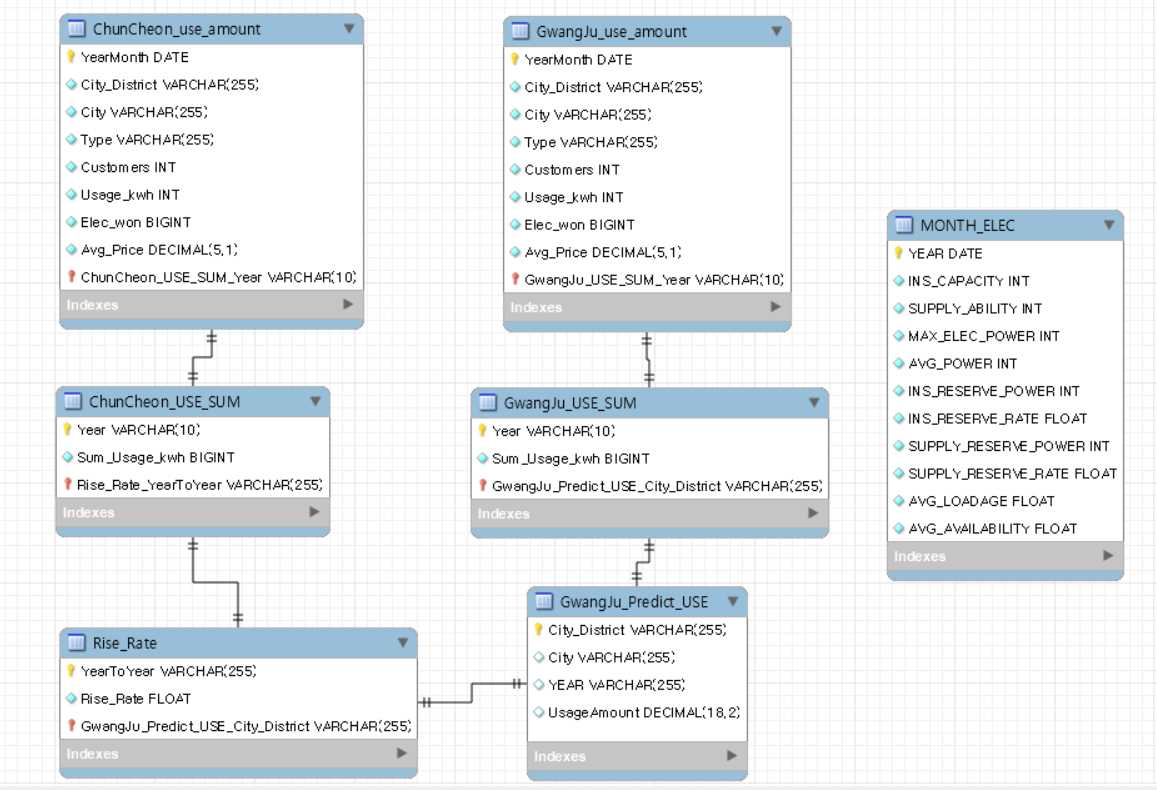 ChunCheon_use_amount
YearMonth DATE
City_District VARCHAR(255)
City VARCHAR(255)
Type VARCHAR(255)
Customers INT
Usage_kwh INT
Elec_won BIGINT
Avg_Price DECIMAL(5,1)
ChunCheon_USE_SUM_Year VARCHAR(10)
Indexes
GwangJu_use_amount
YearMonth DATE
City_District VARCHAR(255)
City VARCHAR(255)
Type VARCHAR(255)
Customers INT
Usage_kwh INT
Elec_won BIGINT
Avg_Price DECIMAL(5,1)
GwangJu_USE_SUM_Year VARCHAR(10)
Indexes
MONTH_ELEC
YEAR DATE
INS_CAPACITY INT
SUPPLY_ABILITY INT
MAX_ELEC_POWER INT
AVG_POWER INT
INS_RESERVE_POWER INT
INS_RESERVE_RATE FLOAT
SUPPLY_RESERVE_POWER INT
SUPPLY_RESERVE_RATE FLOAT
AVG_LOADAGE FLOAT
AVG_AVAILABILITY FLOAT
Indexes
ChunCheon_USE_SUM
Year VARCHAR(10)
Sum_Usage_kwh BIGINT
Rise_Rate_YearToYear VARCHAR(255)
Indexes
GwangJu_USE_SUM
Year VARCHAR(10)
Sum_Usage_kwh BIGINT
GwangJu_Predict_USE_City_District VARCHAR(255)
Indexes
Rise_Rate
YearToYear VARCHAR(255)
Rise_Rate FLOAT
GwangJu_Predict_USE_City_District VARCHAR(255)
Indexes
GwangJu_Predict_USE
City_District VARCHAR(255)
City VARCHAR(255)
YEAR VARCHAR(255)
UsageAmount DECIMAL(18,2)
Indexes